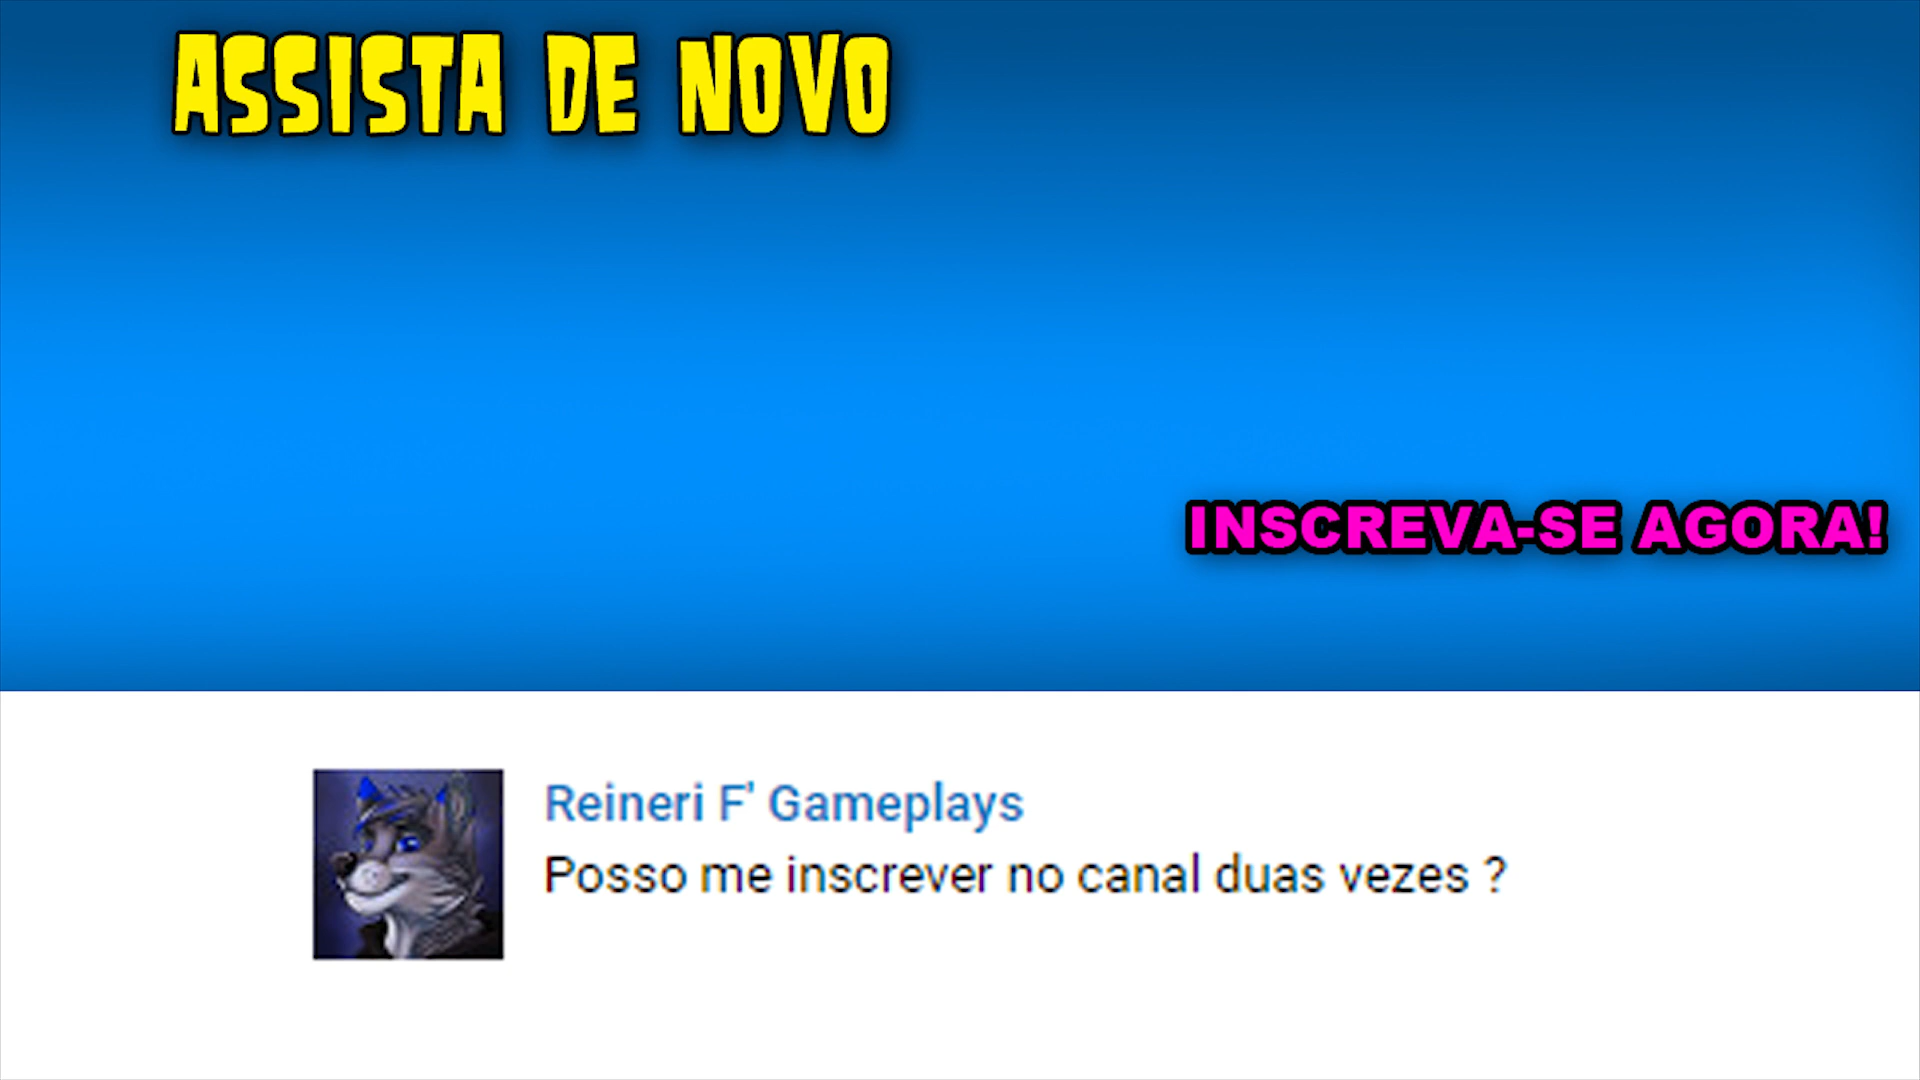 ASSISTA DE NOVO
INSCREVA-SE AGORA!
Reineri F' Gameplays
Posso me inscrever no canal duas vezes ?